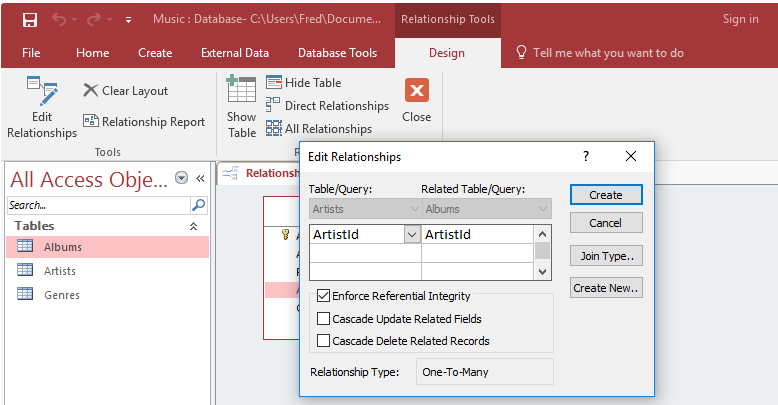 Music : Database- C:\Users\Fred\Docume...
Relationship Tools
Sign in
File Home Create External Data Database Tools Design Tell me what you want to do
Edit Relationships
Clear Layout
Relationship Report
Tools
Show Table
Hide Table
Direct Relationships
All Relationships
Close
R
All Access Obje...
Search...
Tables
Albums
Artists
Genres
Relationsh
A
A
Edit Relationships
?
Table/Query: Related Table/Query:
Artists Albums
ArtistId ArtistId
Enforce Referential Integrity
Cascade Update Related Fields
Cascade Delete Related Records
Relationship Type: One-To-Many
Create
Cancel
Join Type..
Create New..